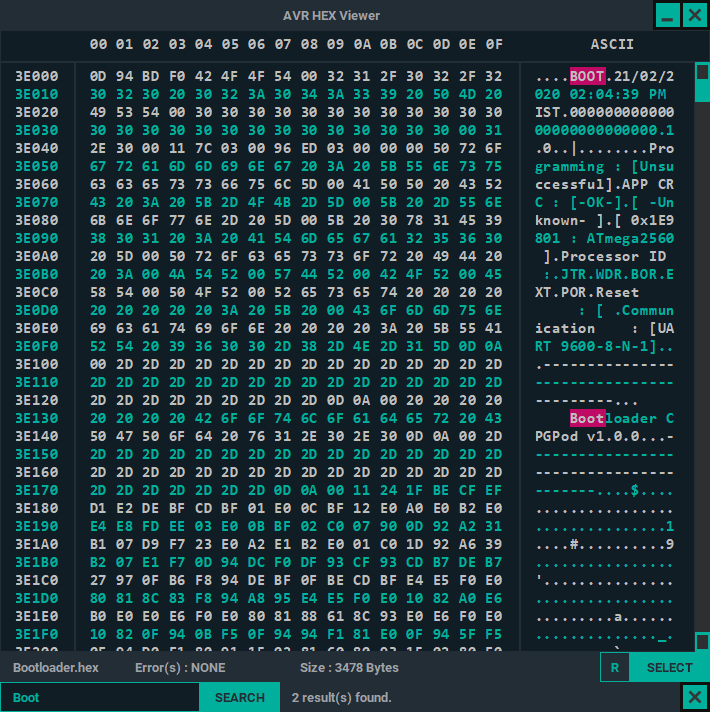 AVR HEX Viewer
00 01 02 03 04 05 06 07 08 09 0A 0B 0C 0D 0E 0F ASCII
3E000 0D 94 BD F0 42 4F 4F 54 00 32 31 2F 30 32 2F 32 ....BOOT.21/02/2
3E010 30 32 30 20 30 32 3A 30 34 3A 33 39 20 50 4D 20 020 02:04:39 PM
3E020 49 53 54 00 30 30 30 30 30 30 30 30 30 30 30 30 IST.000000000000
3E030 30 30 30 30 30 30 30 30 30 30 30 30 30 30 00 31 00000000000000.1
3E040 2E 30 00 11 7C 03 00 96 ED 03 00 00 00 50 72 6F .0..|........Pro
3E050 67 72 61 6D 6D 69 6E 67 20 3A 20 5B 55 6E 73 75 gramming : [Unsu
3E060 63 63 65 73 73 66 75 6C 5D 00 41 50 50 20 43 52 ccessful].APP CR
3E070 43 20 3A 20 5B 2D 4F 4B 2D 5D 00 5B 20 2D 55 6E C : [-OK-].[ -Un
3E080 6B 6E 6F 77 6E 2D 20 5D 00 5B 20 30 78 31 45 39 known- ].[ 0x1E9
3E090 38 30 31 20 3A 20 41 54 6D 65 67 61 32 35 36 30 801 : ATmega2560
3E0A0 20 5D 00 50 72 6F 63 65 73 73 6F 72 20 49 44 20 ].Processor ID
3E0B0 20 3A 00 4A 54 52 00 57 44 52 00 42 4F 52 00 45 :.JTR.WDR.BOR.E
3E0C0 58 54 00 50 4F 52 00 52 65 73 65 74 20 20 20 20 XT.POR.Reset
3E0D0 20 20 20 20 20 3A 20 5B 20 00 43 6F 6D 6D 75 6E : [ .Commun
3E0E0 69 63 61 74 69 6F 6E 20 20 20 20 3A 20 5B 55 41 ication    : [UA
3E0F0 52 54 20 39 36 30 30 2D 38 2D 4E 2D 31 5D 0D 0A RT 9600-8-N-1]..
3E100 00 2D 2D 2D 2D 2D 2D 2D 2D 2D 2D 2D 2D 2D 2D 2D .---------------
3E110 2D 2D 2D 2D 2D 2D 2D 2D 2D 2D 2D 2D 2D 2D 2D 2D ----------------
3E120 2D 2D 2D 2D 2D 2D 2D 2D 2D 0D 0A 00 20 20 20 20 ---------...
3E130 20 20 20 20 42 6F 6F 74 6C 6F 61 64 65 72 20 43 Bootloader C
3E140 50 47 50 6F 64 20 76 31 2E 30 2E 30 0D 0A 00 2D PGPod v1.0.0...-
3E150 2D 2D 2D 2D 2D 2D 2D 2D 2D 2D 2D 2D 2D 2D 2D 2D ----------------
3E160 2D 2D 2D 2D 2D 2D 2D 2D 2D 2D 2D 2D 2D 2D 2D 2D ----------------
3E170 2D 2D 2D 2D 2D 2D 2D 0D 0A 00 11 24 1F BE CF EF -------....$....
3E180 D1 E2 DE BF CD BF 01 E0 0C BF 12 E0 A0 E0 B2 E0 ................
3E190 E4 E8 FD EE 03 E0 0B BF 02 C0 07 90 0D 92 A2 31 ...............1
3E1A0 B1 07 D9 F7 23 E0 A2 E1 B2 E0 01 C0 1D 92 A6 39 ....#..........9
3E1B0 B2 07 E1 F7 0D 94 DC F0 DF 93 CF 93 CD B7 DE B7 ................
3E1C0 27 97 0F B6 F8 94 DE BF 0F BE CD BF E4 E5 F0 E0 '...............
3E1D0 80 81 8C 83 F8 94 A8 95 E4 E5 F0 E0 10 82 A0 E6 ................
3E1E0 B0 E0 E0 E6 F0 E0 80 81 88 61 8C 93 E0 E6 F0 E0 .........a......
3E1F0 10 82 0F 94 0B F5 0F 94 94 F1 81 E0 0F 94 5F F5 .............._.
Bootloader.hex Error(s) : NONE Size : 3478 Bytes R SELECT
Boot SEARCH 2 result(s) found.